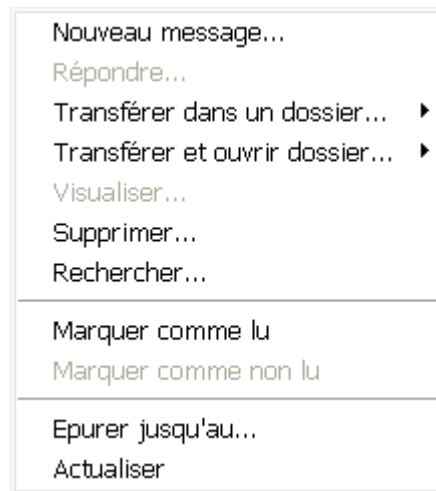 Nouveau message...
Répondre...
Transférer dans un dossier...
Transférer et ouvrir dossier...
Visualiser...
Supprimer...
Rechercher...
Marquer comme lu
Marquer comme non lu
Epurer jusqu'au...
Actualiser